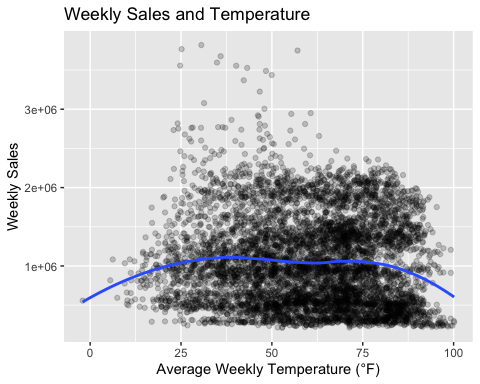 Weekly Sales and Temperature
Weekly Sales
3e+06
2e+06
1e+06
0
25
50
75
100
Average Weekly Temperature (°F)